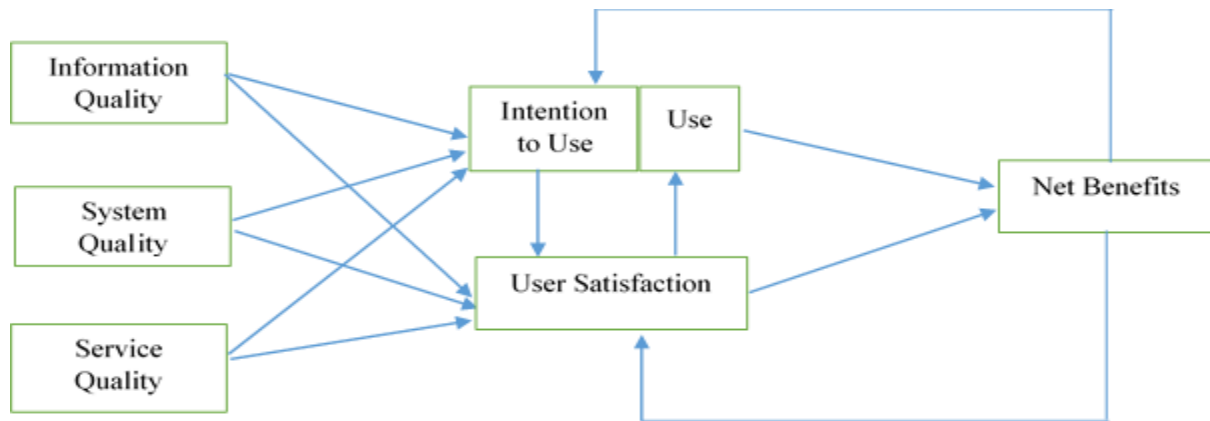 Information
Quality
System
Quality
Service
Quality
Intention
to Use
Use
User Satisfaction
Net Benefits